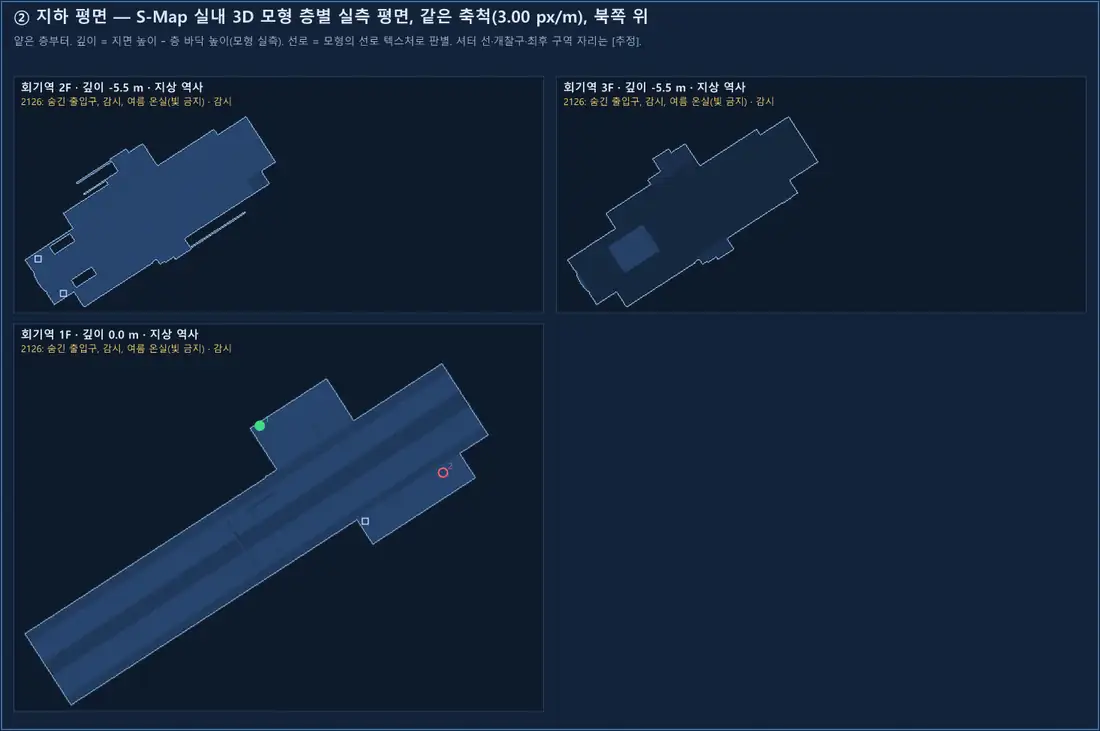 ② 지하 평면 — S-Map 실내 3D 모형 층별 실측 평면, 같은 축척(3.00 px/m), 북쪽 위
얕은 층부터. 깊이 = 지면 높이 − 층 바닥 높이(모형 실측). 선로 = 모형의 선로 텍스처로 판별. 셔터 선·개찰구·최후 구역 자리는 [추정].
회기역 2F · 깊이 -5.5 m · 지상 역사
2126: 숨긴 출입구, 감시, 여름 온실(빛 금지) · 감시
회기역 3F · 깊이 -5.5 m · 지상 역사
2126: 숨긴 출입구, 감시, 여름 온실(빛 금지) · 감시
회기역 1F · 깊이 0.0 m · 지상 역사
2126: 숨긴 출입구, 감시, 여름 온실(빛 금지) · 감시
1
2